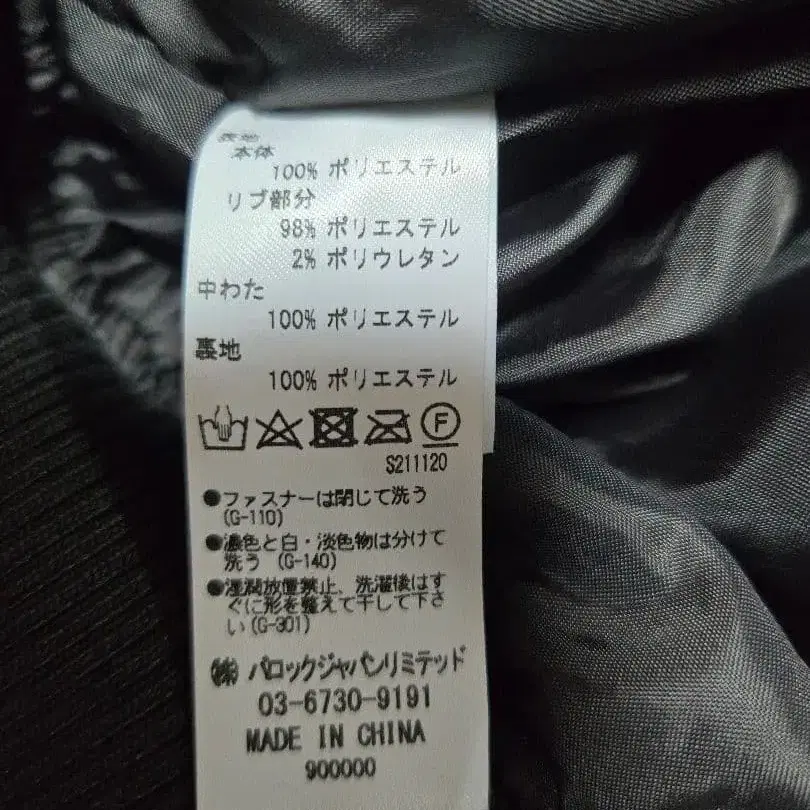 表地
本体
100% ポリエステル
リブ部分
98% ポリエステル
2% ポリウレタン
中わた
100% ポリエステル
裏地
100% ポリエステル
F
S211120
●ファスナーは閉じて洗う
(G-110)
●濃色と白・淡色物は分けて
洗う (G-140)
●湿潤放置禁止、洗濯後はす
ぐに形を整えて干して下さ
い(G-301)
㈱ バロックジャパンリミテッド
03-6730-9191
MADE IN CHINA
900000